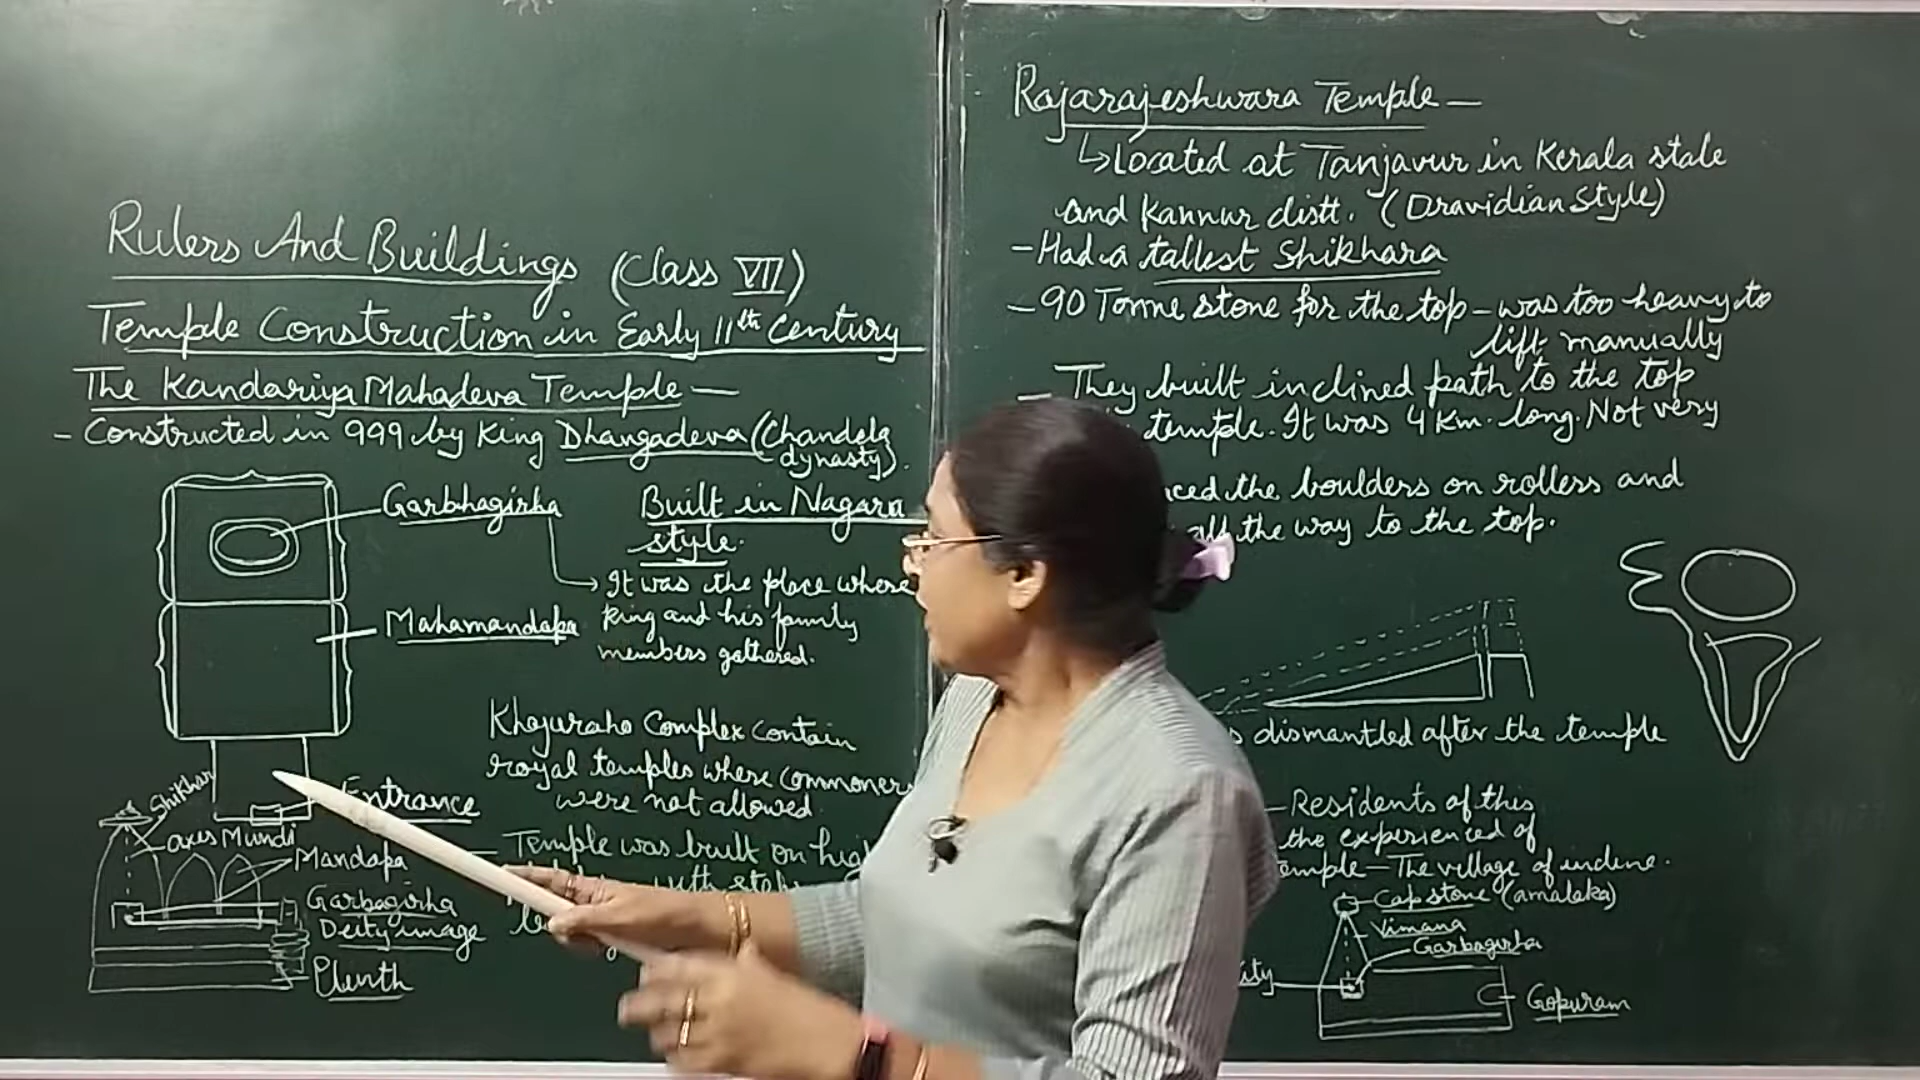 Rulers And Buildings (Class VII)
Temple Construction in Early 11th Century
The Kandariya Mahadeva Temple —
- Constructed in 999 by King Dhangadeva (Chandela
dynasty).
Garbhagirha
Built in Nagara
style.
It was the place where
king and his family
members gathered.
Mahamandapa
Khajuraho Complex contain
royal temples where commoners
were not allowed.
Entrance
Shikhar
axes Mundi
Mandapa
Garbagirha
Deity image
Plinth
Temple was built on
with
Rajarajeshwara Temple —
Located at Tanjavur in Kerala state
and Kannur distt. (Dravidian Style)
- Had a tallest Shikhara
- 90 Tonne stone for the top - was too heavy to
lift manually
— They built inclined path to the top
temple. It was 4 Km. long. Not very
the boulders on rollers and
all the way to the top.
dismantled after the temple
- Residents of this
the experienced of
The village of incline.
Cap stone (amalaka)
Vimana
Garbagirha
Gopuram